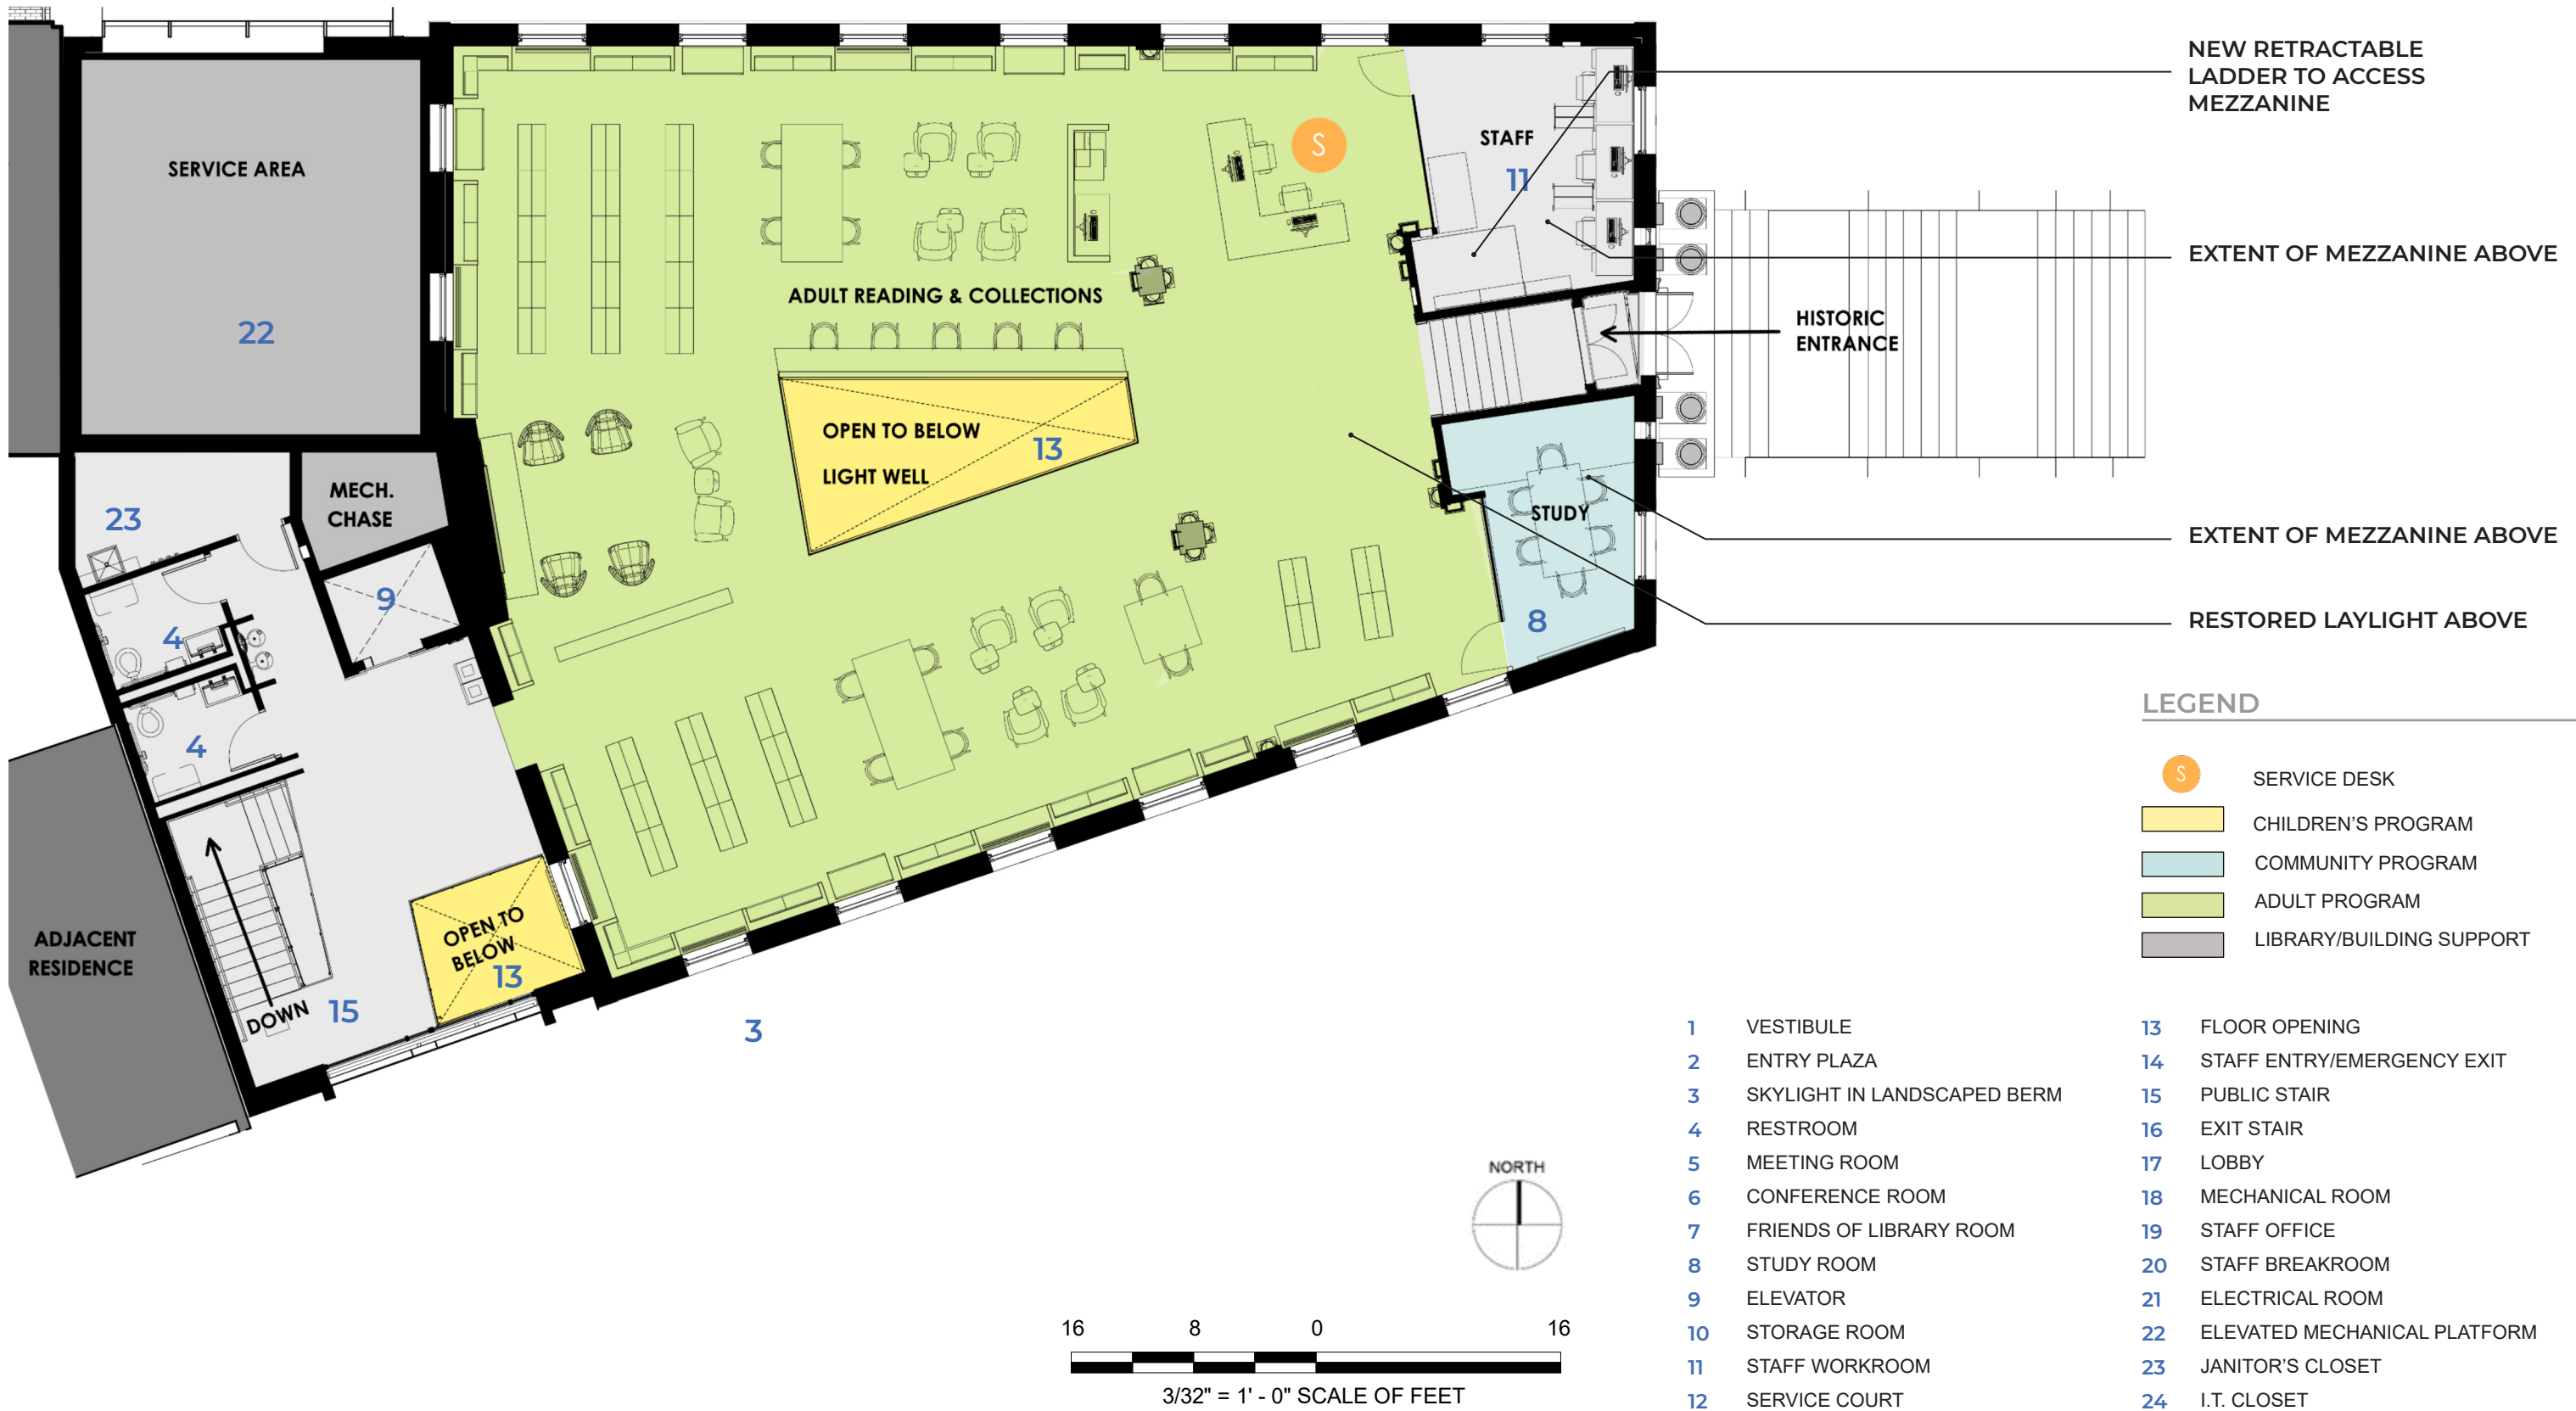 NEW RETRACTABLE
LADDER TO ACCESS
MEZZANINE
SERVICE AREA
22
S
STAFF
11
EXTENT OF MEZZANINE ABOVE
ADULT READING & COLLECTIONS
HISTORIC
ENTRANCE
OPEN TO BELOW
13
LIGHT WELL
MECH.
CHASE
23
STUDY
EXTENT OF MEZZANINE ABOVE
9
8
RESTORED LAYLIGHT ABOVE
4
4
OPEN TO
BELOW
13
ADJACENT
RESIDENCE
DOWN
15
3
LEGEND
S SERVICE DESK
CHILDREN'S PROGRAM
COMMUNITY PROGRAM
ADULT PROGRAM
LIBRARY/BUILDING SUPPORT
1 VESTIBULE
2 ENTRY PLAZA
3 SKYLIGHT IN LANDSCAPED BERM
4 RESTROOM
5 MEETING ROOM
6 CONFERENCE ROOM
7 FRIENDS OF LIBRARY ROOM
8 STUDY ROOM
9 ELEVATOR
10 STORAGE ROOM
11 STAFF WORKROOM
12 SERVICE COURT
13 FLOOR OPENING
14 STAFF ENTRY/EMERGENCY EXIT
15 PUBLIC STAIR
16 EXIT STAIR
17 LOBBY
18 MECHANICAL ROOM
19 STAFF OFFICE
20 STAFF BREAKROOM
21 ELECTRICAL ROOM
22 ELEVATED MECHANICAL PLATFORM
23 JANITOR'S CLOSET
24 I.T. CLOSET
NORTH
16 8 0 16
3/32" = 1' - 0" SCALE OF FEET